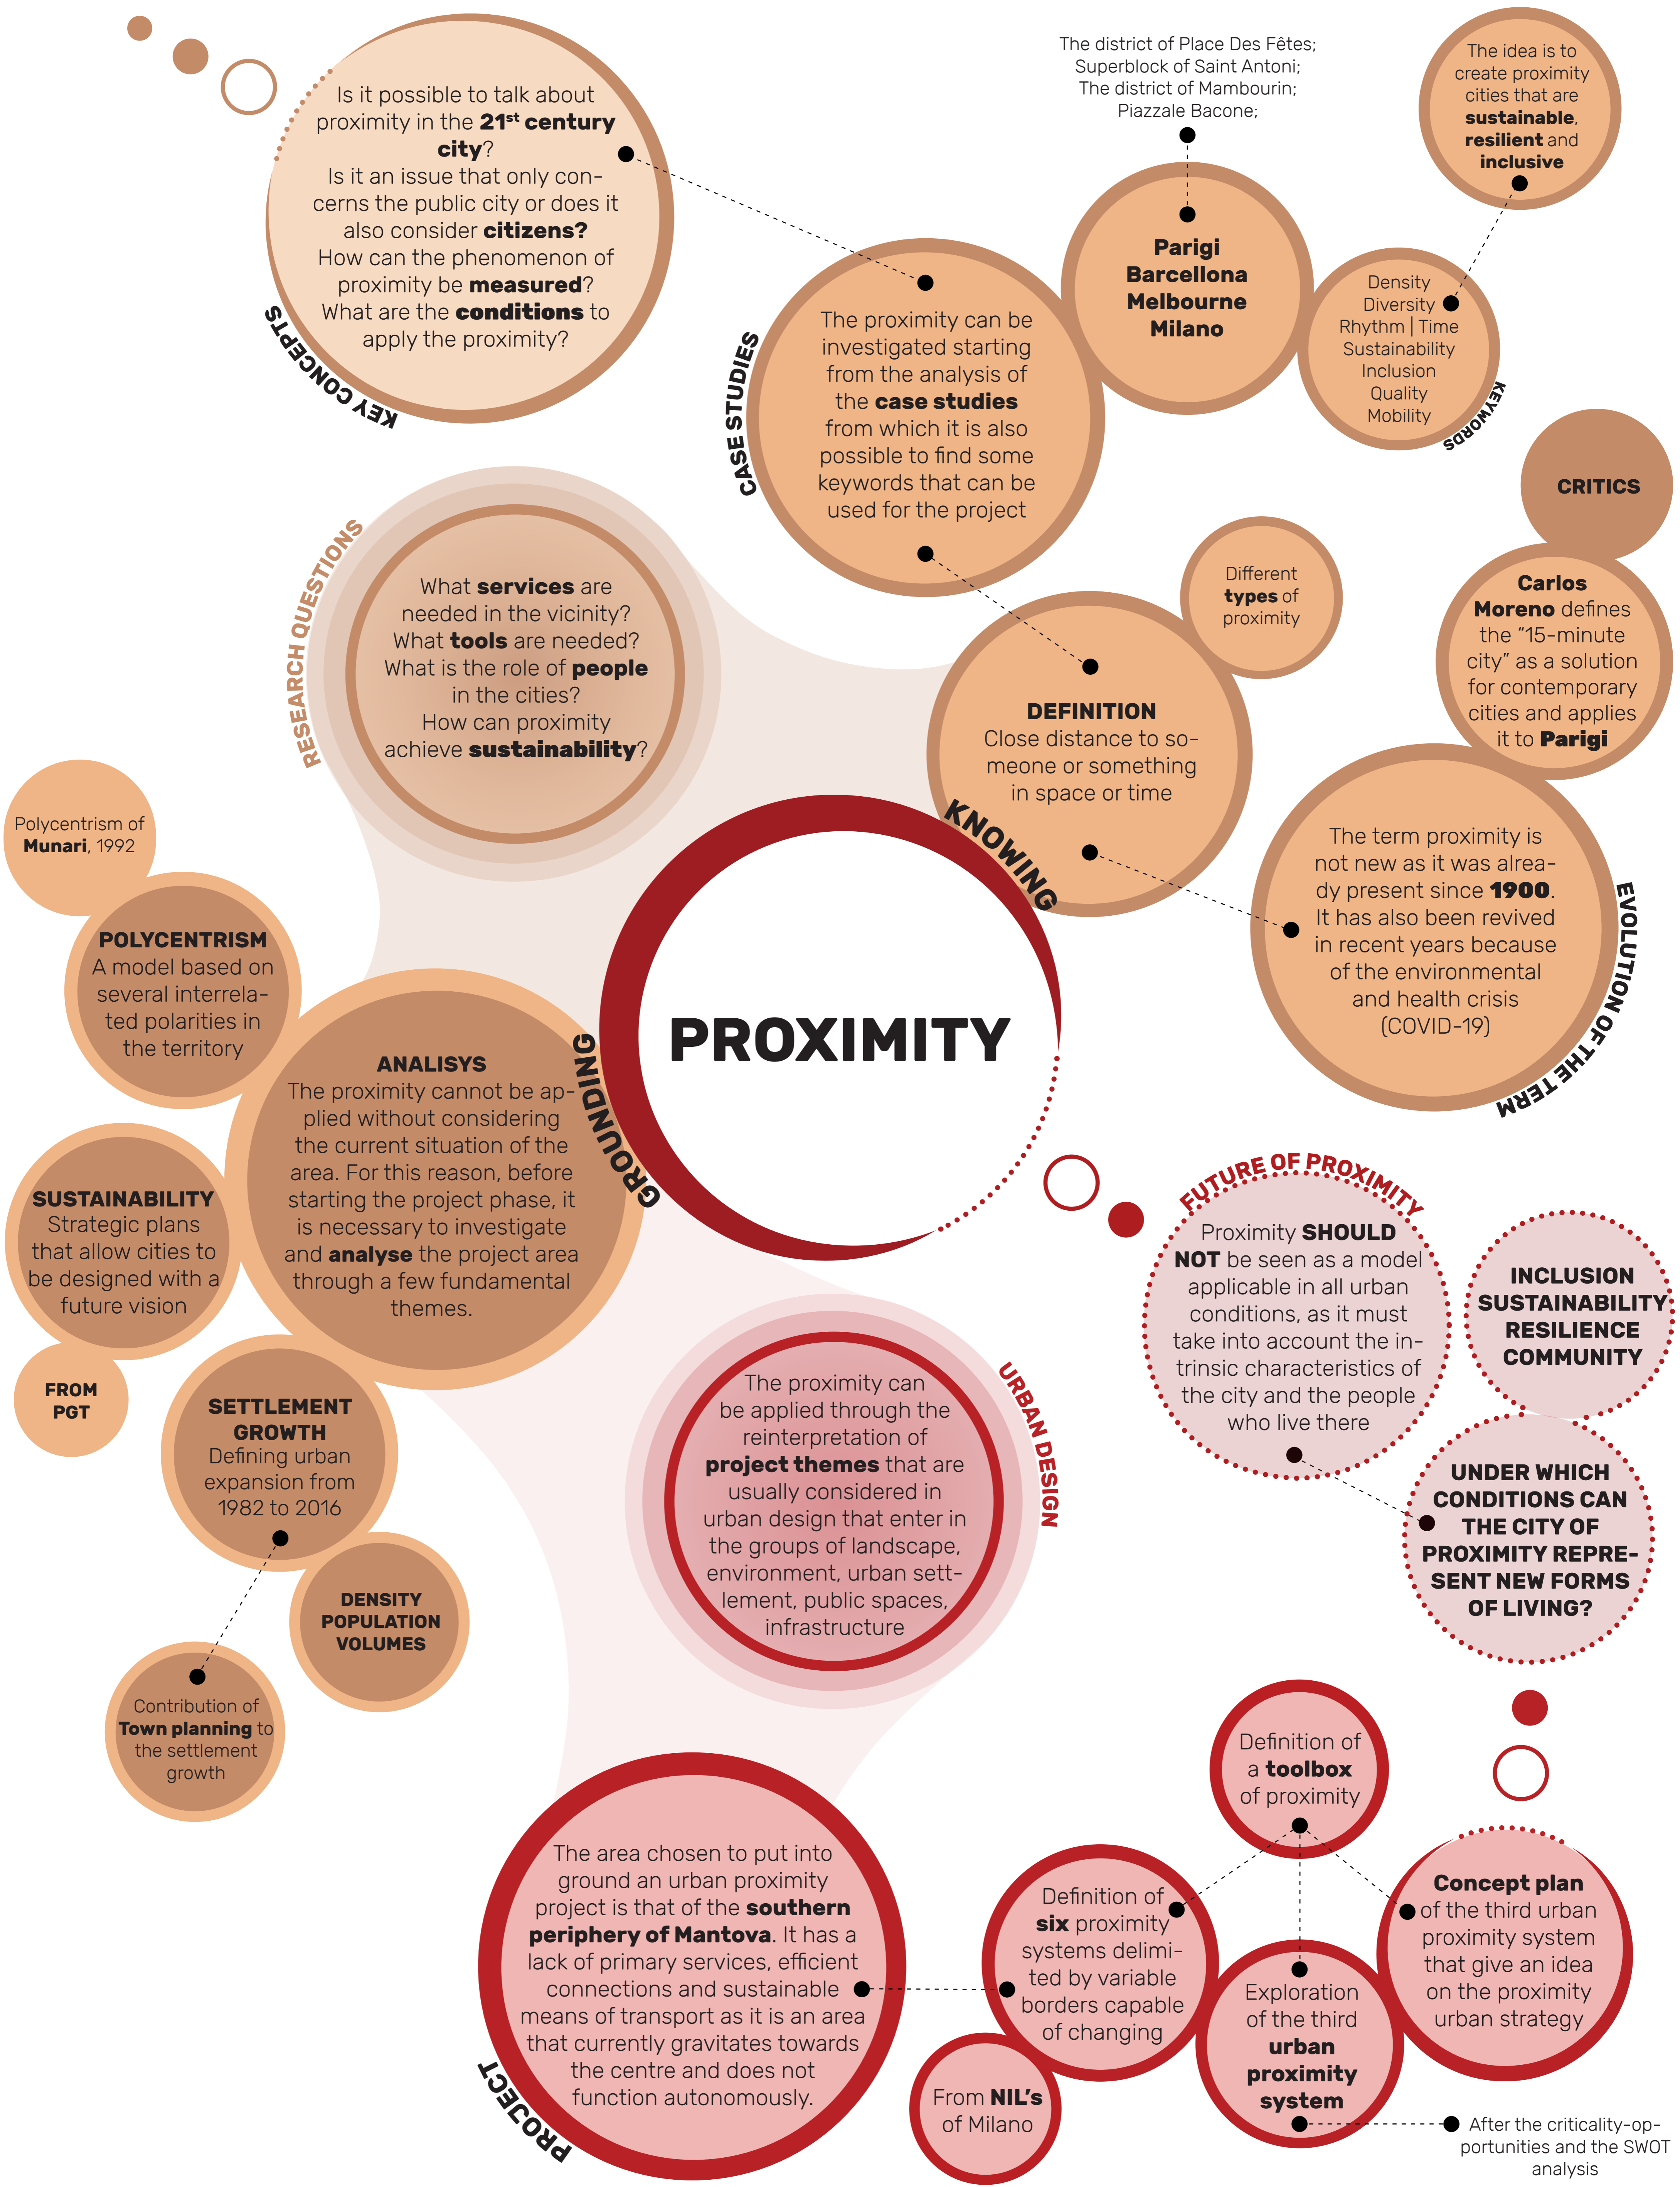 Is it possible to talk about
proximity in the 21st century
city?
Is it an issue that only con-
cerns the public city or does it
also consider citizens?
How can the phenomenon of
proximity be measured?
What are the conditions to
apply the proximity?
KEY CONCEPTS
The district of Place Des Fêtes;
Superblock of Saint Antoni;
The district of Mambourin;
Piazzale Bacone;
Parigi
Barcellona
Melbourne
Milano
The idea is to
create proximity
cities that are
sustainable,
resilient and
inclusive
Density
Diversity
Rhythm | Time
Sustainability
Inclusion
Quality
Mobility
KEYWORDS
CASE STUDIES
The proximity can be
investigated starting
from the analysis of
the case studies
from which it is also
possible to find some
keywords that can be
used for the project
CRITICS
Carlos
Moreno defines
the “15-minute
city” as a solution
for contemporary
cities and applies
it to Parigi
Different
types of
proximity
RESEARCH QUESTIONS
What services are
needed in the vicinity?
What tools are needed?
What is the role of people
in the cities?
How can proximity
achieve sustainability?
DEFINITION
Close distance to so-
meone or something
in space or time
KNOWING
The term proximity is
not new as it was alrea-
dy present since 1900.
It has also been revived
in recent years because
of the environmental
and health crisis
(COVID-19)
EVOLUTION OF THE TERM
Polycentrism of
Munari, 1992
POLYCENTRISM
A model based on
several interrela-
ted polarities in
the territory
PROXIMITY
ANALISYS
The proximity cannot be ap-
plied without considering
the current situation of the
area. For this reason, before
starting the project phase, it
is necessary to investigate
and analyse the project area
through a few fundamental
themes.
GROUNDING
SUSTAINABILITY
Strategic plans
that allow cities to
be designed with a
future vision
FROM
PGT
SETTLEMENT
GROWTH
Defining urban
expansion from
1982 to 2016
DENSITY
POPULATION
VOLUMES
Contribution of
Town planning to
the settlement
growth
FUTURE OF PROXIMITY
Proximity SHOULD
NOT be seen as a model
applicable in all urban
conditions, as it must
take into account the in-
trinsic characteristics of
the city and the people
who live there
INCLUSION
SUSTAINABILITY
RESILIENCE
COMMUNITY
UNDER WHICH
CONDITIONS CAN
THE CITY OF
PROXIMITY REPRE-
SENT NEW FORMS
OF LIVING?
The proximity can
be applied through the
reinterpretation of
project themes that are
usually considered in
urban design that enter in
the groups of landscape,
environment, urban sett-
lement, public spaces,
infrastructure
URBAN DESIGN
The area chosen to put into
ground an urban proximity
project is that of the southern
periphery of Mantova. It has a
lack of primary services, efficient
connections and sustainable
means of transport as it is an area
that currently gravitates towards
the centre and does not
function autonomously.
PROJECT
Definition of
a toolbox
of proximity
Definition of
six proximity
systems delimi-
ted by variable
borders capable
of changing
From NIL’s
of Milano
Exploration
of the third
urban
proximity
system
Concept plan
of the third urban
proximity system
that give an idea
on the proximity
urban strategy
After the criticality-op-
portunities and the SWOT
analysis